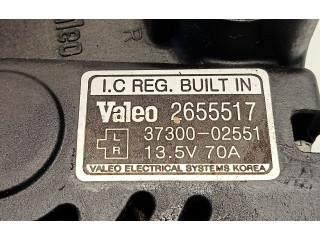 R
I.C REG. BUILT IN
Valeo 2655517
L
R
37300-02551
13.5V 70A
VALEO ELECTRICAL SYSTEMS KOREA